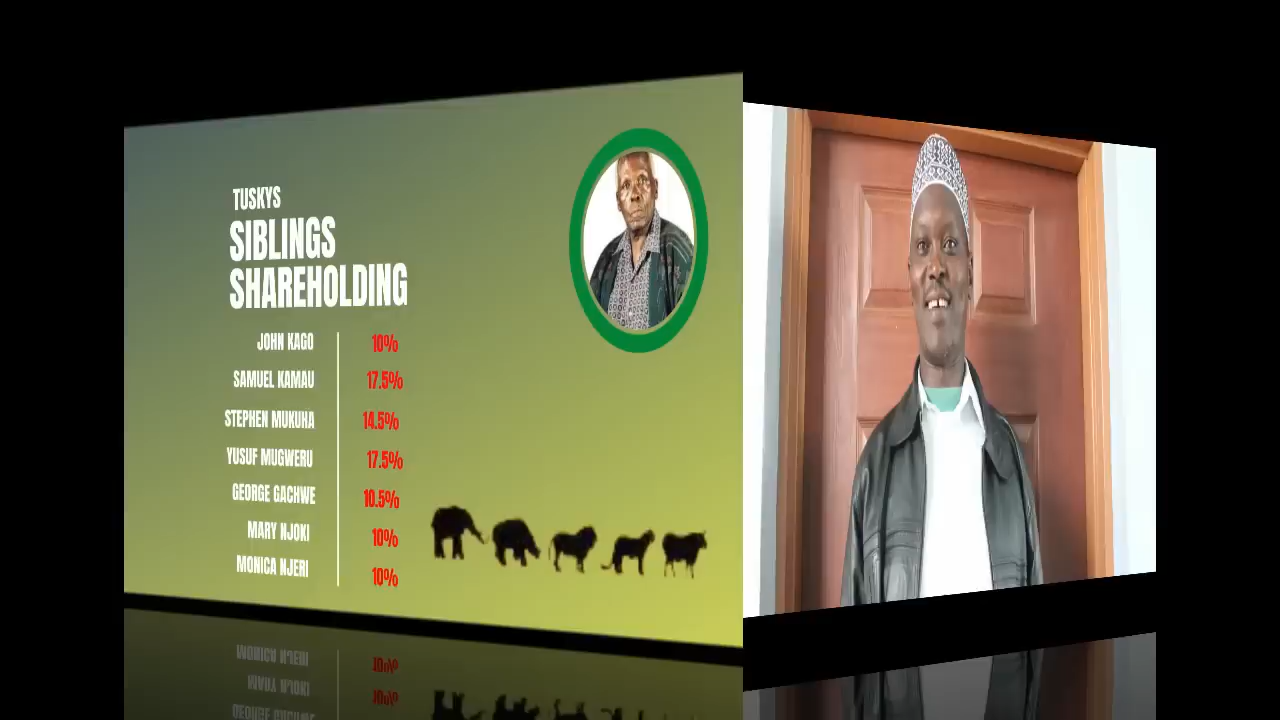 TUSKYS
SIBLINGS
SHAREHOLDING
JOHN KAGO 10%
SAMUEL KAMAU 17.5%
STEPHEN MUKUHA 14.5%
YUSUF MUGWERU 17.5%
GEORGE GACHWE 10.5%
MARY NJOKI 10%
MONICA NJERI 10%